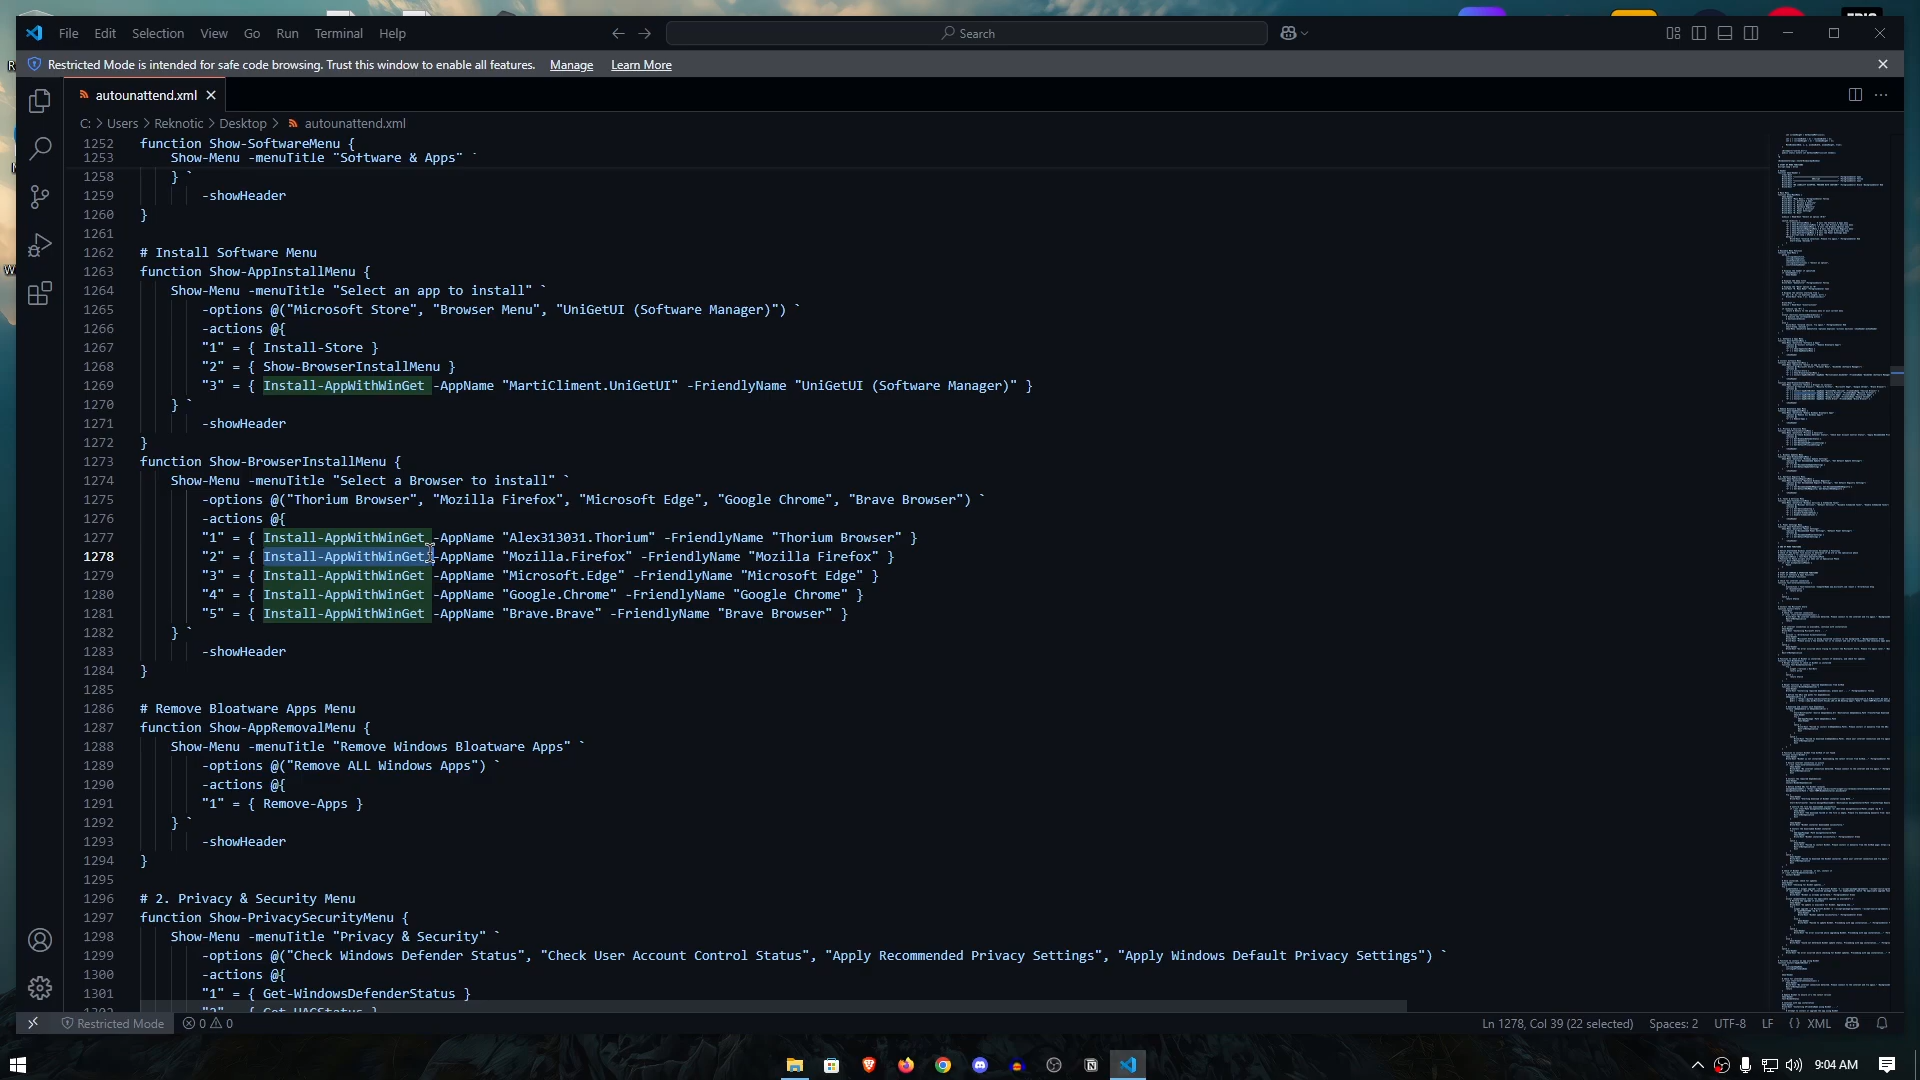 File Edit Selection View Go Run Terminal Help
Search
Restricted Mode is intended for safe code browsing. Trust this window to enable all features. Manage Learn More
autounattend.xml
C: > Users > Reknotic > Desktop > autounattend.xml
1252 function Show-SoftwareMenu {
1253 Show-Menu -menuTitle "Software & Apps" `
1258 } `
1259 -showHeader
1260 }
1261
1262 # Install Software Menu
1263 function Show-AppInstallMenu {
1264 Show-Menu -menuTitle "Select an app to install" `
1265 -options @("Microsoft Store", "Browser Menu", "UniGetUI (Software Manager)") `
1266 -actions @{
1267 "1" = { Install-Store }
1268 "2" = { Show-BrowserInstallMenu }
1269 "3" = { Install-AppWithWinGet -AppName "MartiCliment.UniGetUI" -FriendlyName "UniGetUI (Software Manager)" }
1270 } `
1271 -showHeader
1272 }
1273 function Show-BrowserInstallMenu {
1274 Show-Menu -menuTitle "Select a Browser to install" `
1275 -options @("Thorium Browser", "Mozilla Firefox", "Microsoft Edge", "Google Chrome", "Brave Browser") `
1276 -actions @{
1277 "1" = { Install-AppWithWinGet -AppName "Alex313031.Thorium" -FriendlyName "Thorium Browser" }
1278 "2" = { Install-AppWithWinGet -AppName "Mozilla.Firefox" -FriendlyName "Mozilla Firefox" }
1279 "3" = { Install-AppWithWinGet -AppName "Microsoft.Edge" -FriendlyName "Microsoft Edge" }
1280 "4" = { Install-AppWithWinGet -AppName "Google.Chrome" -FriendlyName "Google Chrome" }
1281 "5" = { Install-AppWithWinGet -AppName "Brave.Brave" -FriendlyName "Brave Browser" }
1282 } `
1283 -showHeader
1284 }
1285
1286 # Remove Bloatware Apps Menu
1287 function Show-AppRemovalMenu {
1288 Show-Menu -menuTitle "Remove Windows Bloatware Apps" `
1289 -options @("Remove ALL Windows Apps") `
1290 -actions @{
1291 "1" = { Remove-Apps }
1292 } `
1293 -showHeader
1294 }
1295
1296 # 2. Privacy & Security Menu
1297 function Show-PrivacySecurityMenu {
1298 Show-Menu -menuTitle "Privacy & Security" `
1299 -options @("Check Windows Defender Status", "Check User Account Control Status", "Apply Recommended Privacy Settings", "Apply Windows Default Privacy Settings") `
1300 -actions @{
1301 "1" = { Get-WindowsDefenderStatus }
1302 "2" = { Get-UACStatus }
Restricted Mode 0 0 Ln 1278, Col 39 (22 selected) Spaces: 2 UTF-8 LF {} XML
9:04 AM